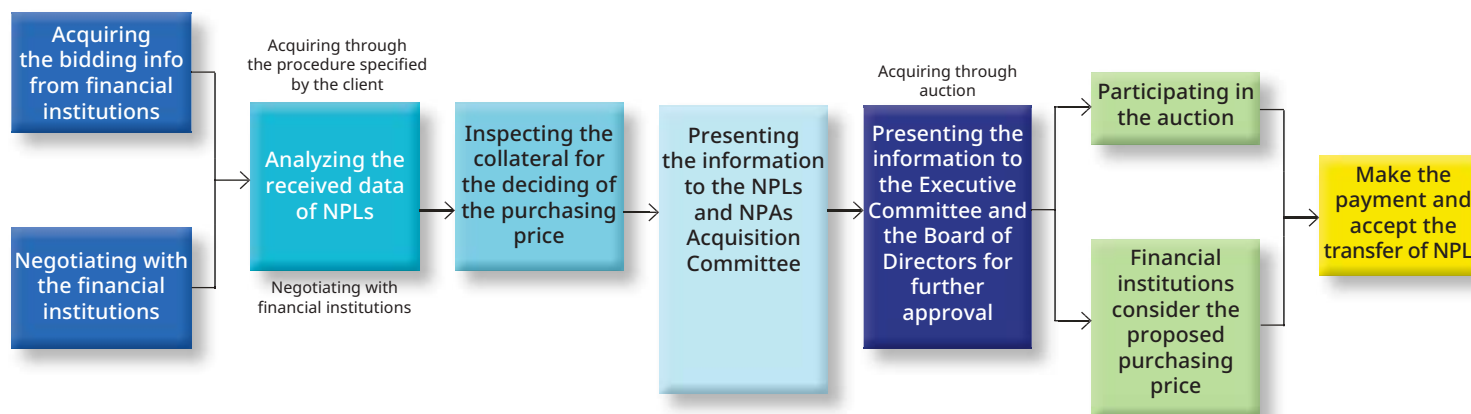 Acquiring
the bidding info
from financial
institutions
Negotiating with
the financial
institutions
Acquiring through
the procedure specified
by the client
Analyzing the
received data
of NPLs
Negotiating with
financial institutions
Inspecting the
collateral for
the deciding of
the purchasing
price
Presenting
the information
to the NPLs
and NPAs
Acquisition
Committee
Acquiring through
auction
Presenting the
information to
the Executive
Committee and
the Board of
Directors for
further
approval
Participating in
the auction
Financial
institutions
consider the
proposed
purchasing
price
Make the
payment and
accept the
transfer of NPL